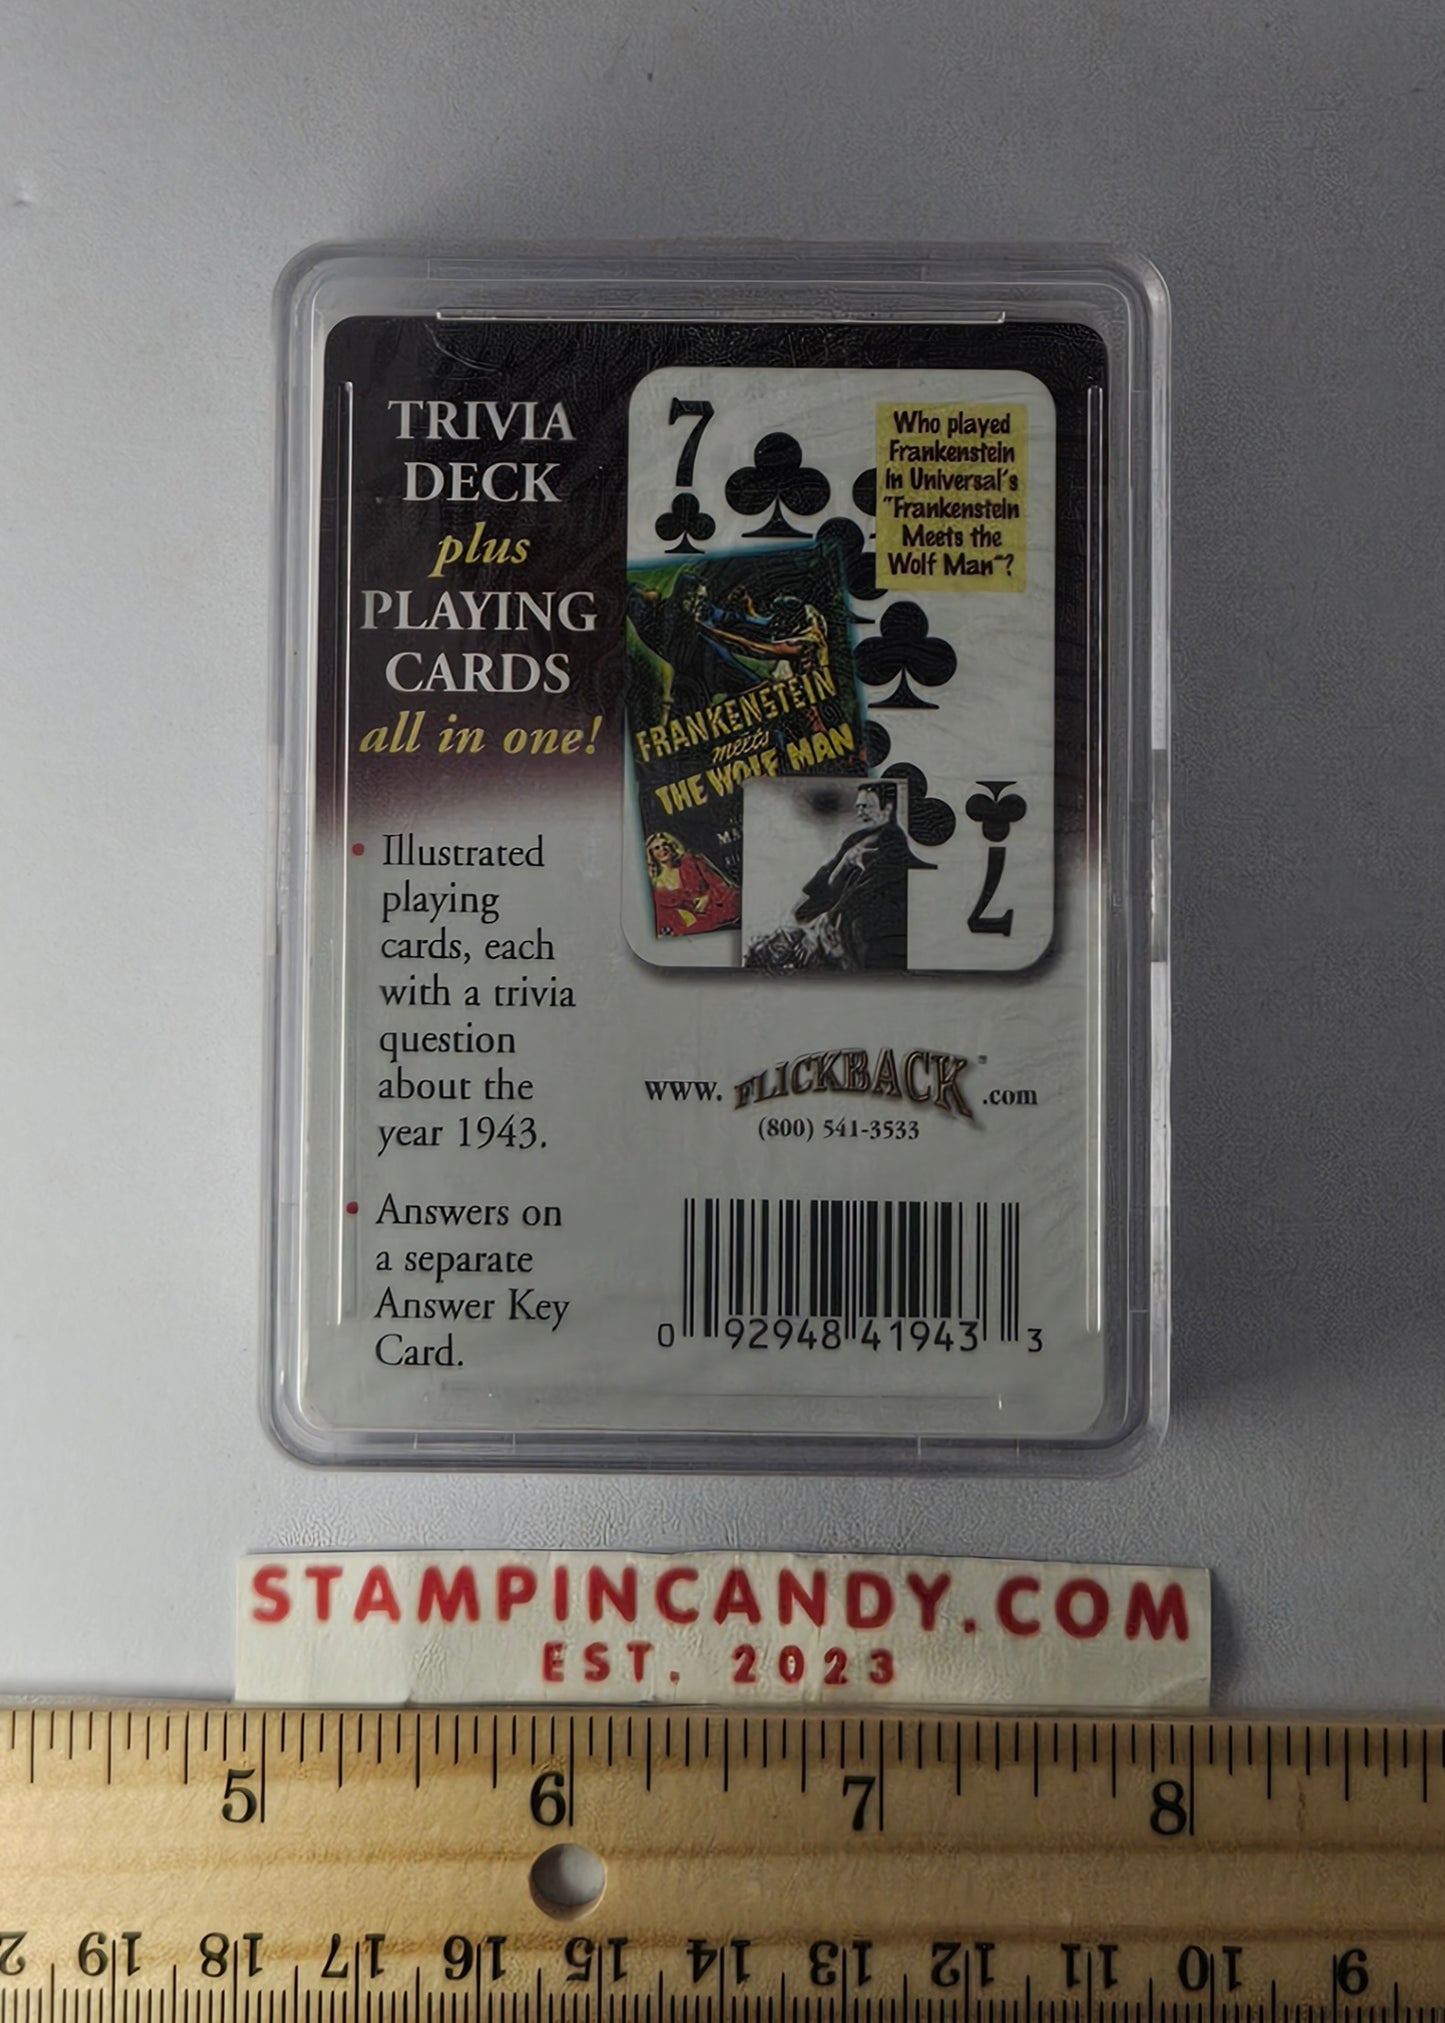 TRIVIA
DECK
plus
PLAYING
CARDS
all in one!
• Illustrated
playing
cards, each
with a trivia
question
about the
year 1943.
• Answers on
a separate
Answer Key
Card.
7
Who played
Frankenstein
in Universal's
"Frankenstein
Meets the
Wolf Man"?
FRANKENSTEIN
meets
THE WOLF MAN
7
www.FLICKBACK™.com
(800) 541-3533
0 92948 41943 3
STAMPINCANDY.COM
EST. 2023
5 6 7 8
19 18 17 16 15 14 13 12 11 10 9